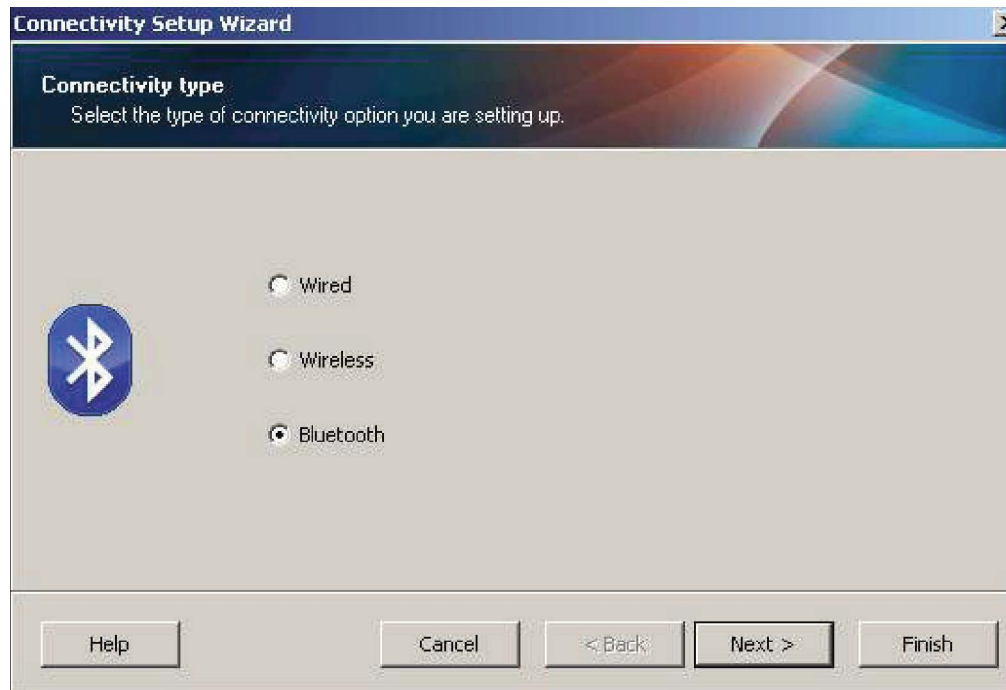 Connectivity Setup Wizard
Connectivity type
Select the type of connectivity option you are setting up.
Wired
Wireless
Bluetooth
Help
Cancel
< Back
Next >
Finish